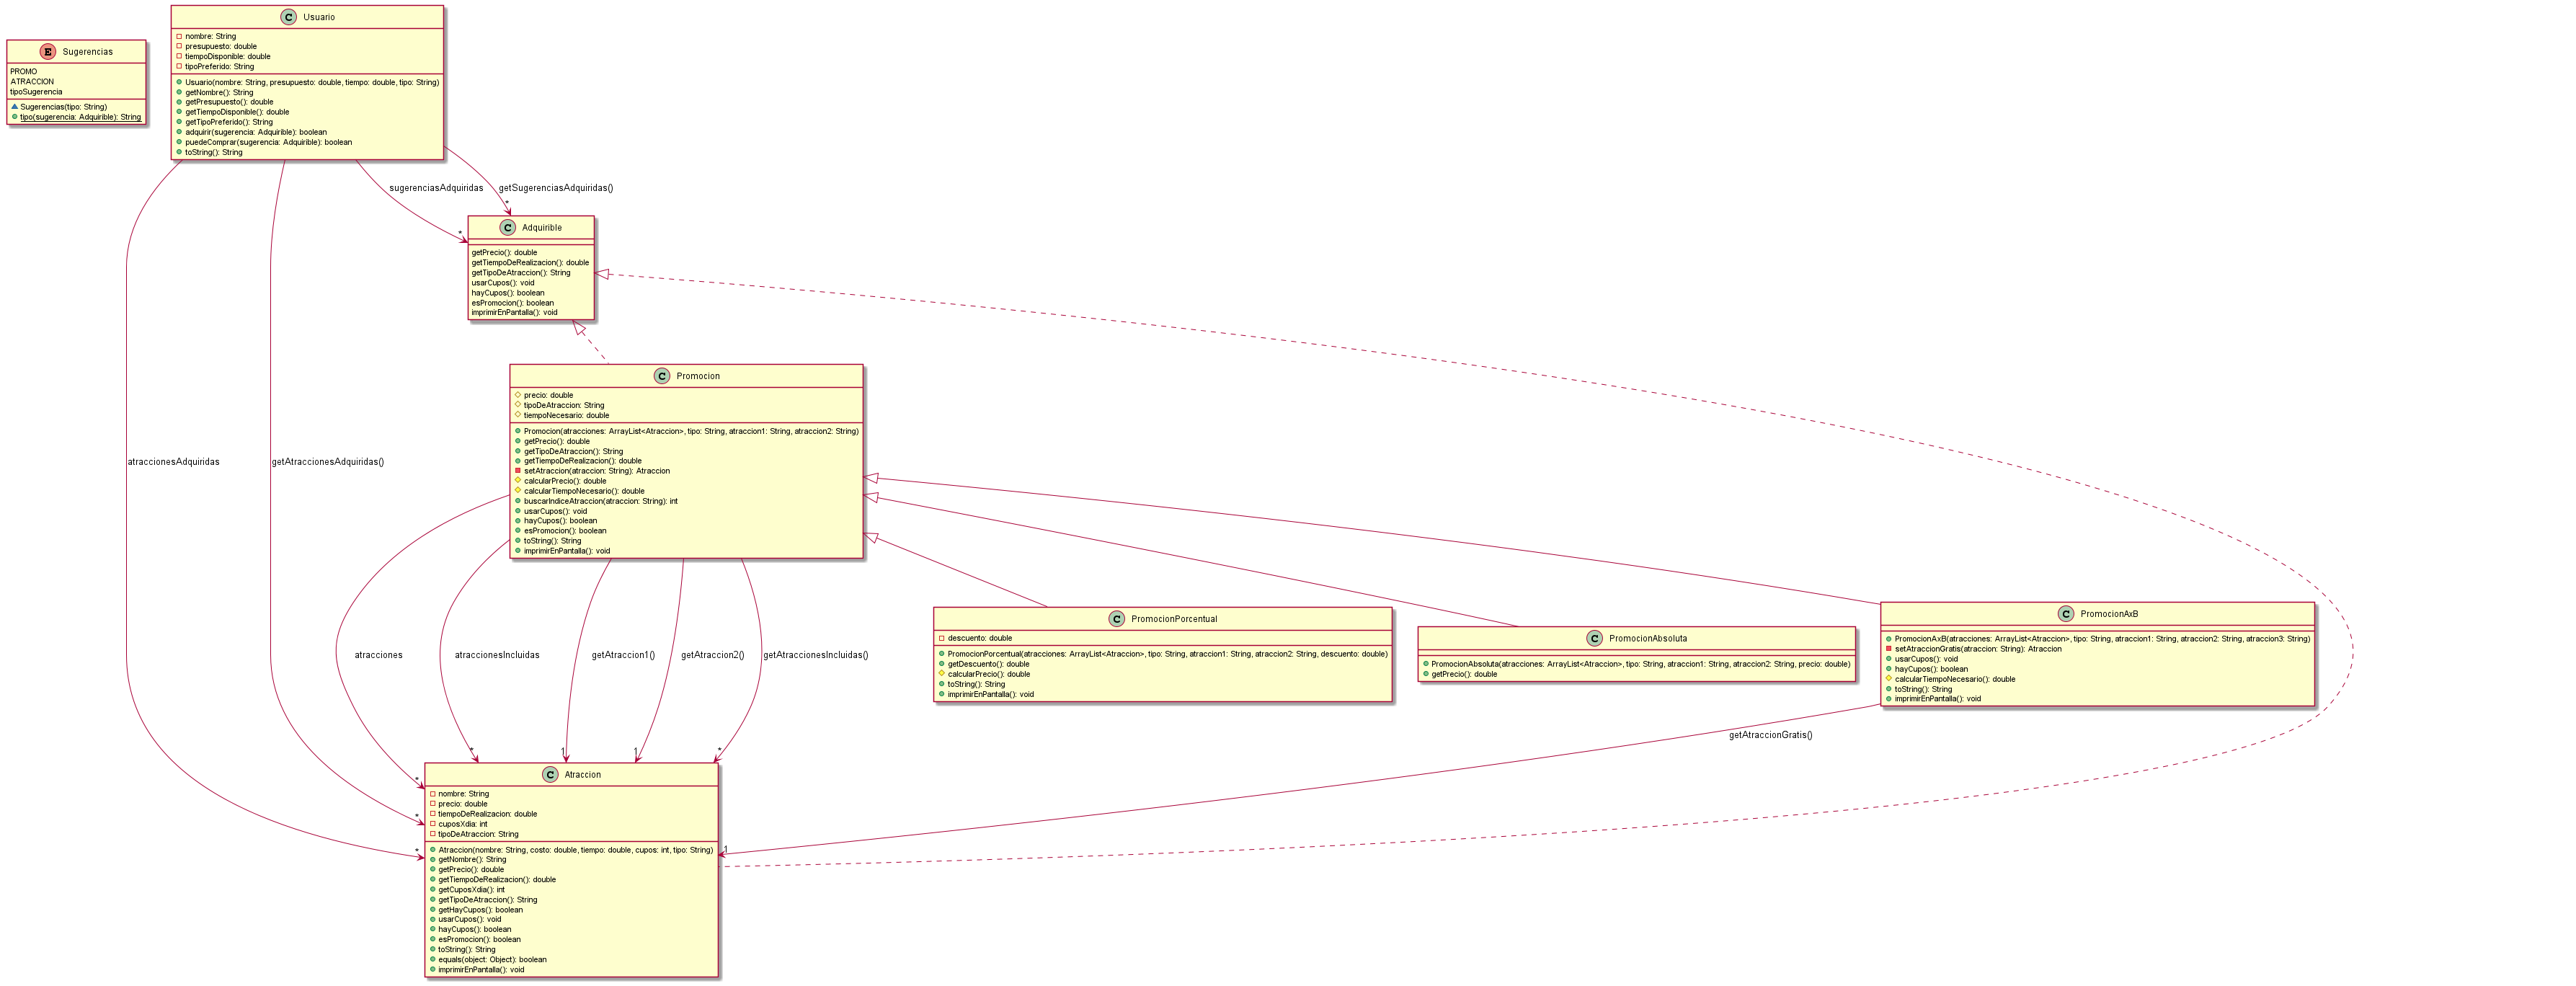 E Sugerencias
PROMO
ATRACCION
tipoSugerencia
Sugerencias(tipo: String)
tipo(sugerencia: Adquirible): String
C Usuario
nombre: String
presupuesto: double
tiempoDisponible: double
tipoPreferido: String
Usuario(nombre: String, presupuesto: double, tiempo: double, tipo: String)
getNombre(): String
getPresupuesto(): double
getTiempoDisponible(): double
getTipoPreferido(): String
adquirir(sugerencia: Adquirible): boolean
puedeComprar(sugerencia: Adquirible): boolean
toString(): String
sugerenciasAdquiridas
getSugerenciasAdquiridas()
*
*
C Adquirible
getPrecio(): double
getTiempoDeRealizacion(): double
getTipoDeAtraccion(): String
usarCupos(): void
hayCupos(): boolean
esPromocion(): boolean
imprimirEnPantalla(): void
C Promocion
precio: double
tipoDeAtraccion: String
tiempoNecesario: double
Promocion(atracciones: ArrayList<Atraccion>, tipo: String, atraccion1: String, atraccion2: String)
getPrecio(): double
getTipoDeAtraccion(): String
getTiempoDeRealizacion(): double
setAtraccion(atraccion: String): Atraccion
calcularPrecio(): double
calcularTiempoNecesario(): double
buscarIndiceAtraccion(atraccion: String): int
usarCupos(): void
hayCupos(): boolean
esPromocion(): boolean
toString(): String
imprimirEnPantalla(): void
atraccionesAdquiridas
getAtraccionesAdquiridas()
atracciones
atraccionesIncluidas
getAtraccion1()
getAtraccion2()
getAtraccionesIncluidas()
C PromocionPorcentual
descuento: double
PromocionPorcentual(atracciones: ArrayList<Atraccion>, tipo: String, atraccion1: String, atraccion2: String, descuento: double)
getDescuento(): double
calcularPrecio(): double
toString(): String
imprimirEnPantalla(): void
C PromocionAbsoluta
PromocionAbsoluta(atracciones: ArrayList<Atraccion>, tipo: String, atraccion1: String, atraccion2: String, precio: double)
getPrecio(): double
C PromocionAxB
PromocionAxB(atracciones: ArrayList<Atraccion>, tipo: String, atraccion1: String, atraccion2: String, atraccion3: String)
setAtraccionGratis(atraccion: String): Atraccion
usarCupos(): void
hayCupos(): boolean
calcularTiempoNecesario(): double
toString(): String
imprimirEnPantalla(): void
getAtraccionGratis()
*
1
1
*
*
*
*
1
C Atraccion
nombre: String
precio: double
tiempoDeRealizacion: double
cuposXdia: int
tipoDeAtraccion: String
Atraccion(nombre: String, costo: double, tiempo: double, cupos: int, tipo: String)
getNombre(): String
getPrecio(): double
getTiempoDeRealizacion(): double
getCuposXdia(): int
getTipoDeAtraccion(): String
getHayCupos(): boolean
usarCupos(): void
hayCupos(): boolean
esPromocion(): boolean
toString(): String
equals(object: Object): boolean
imprimirEnPantalla(): void